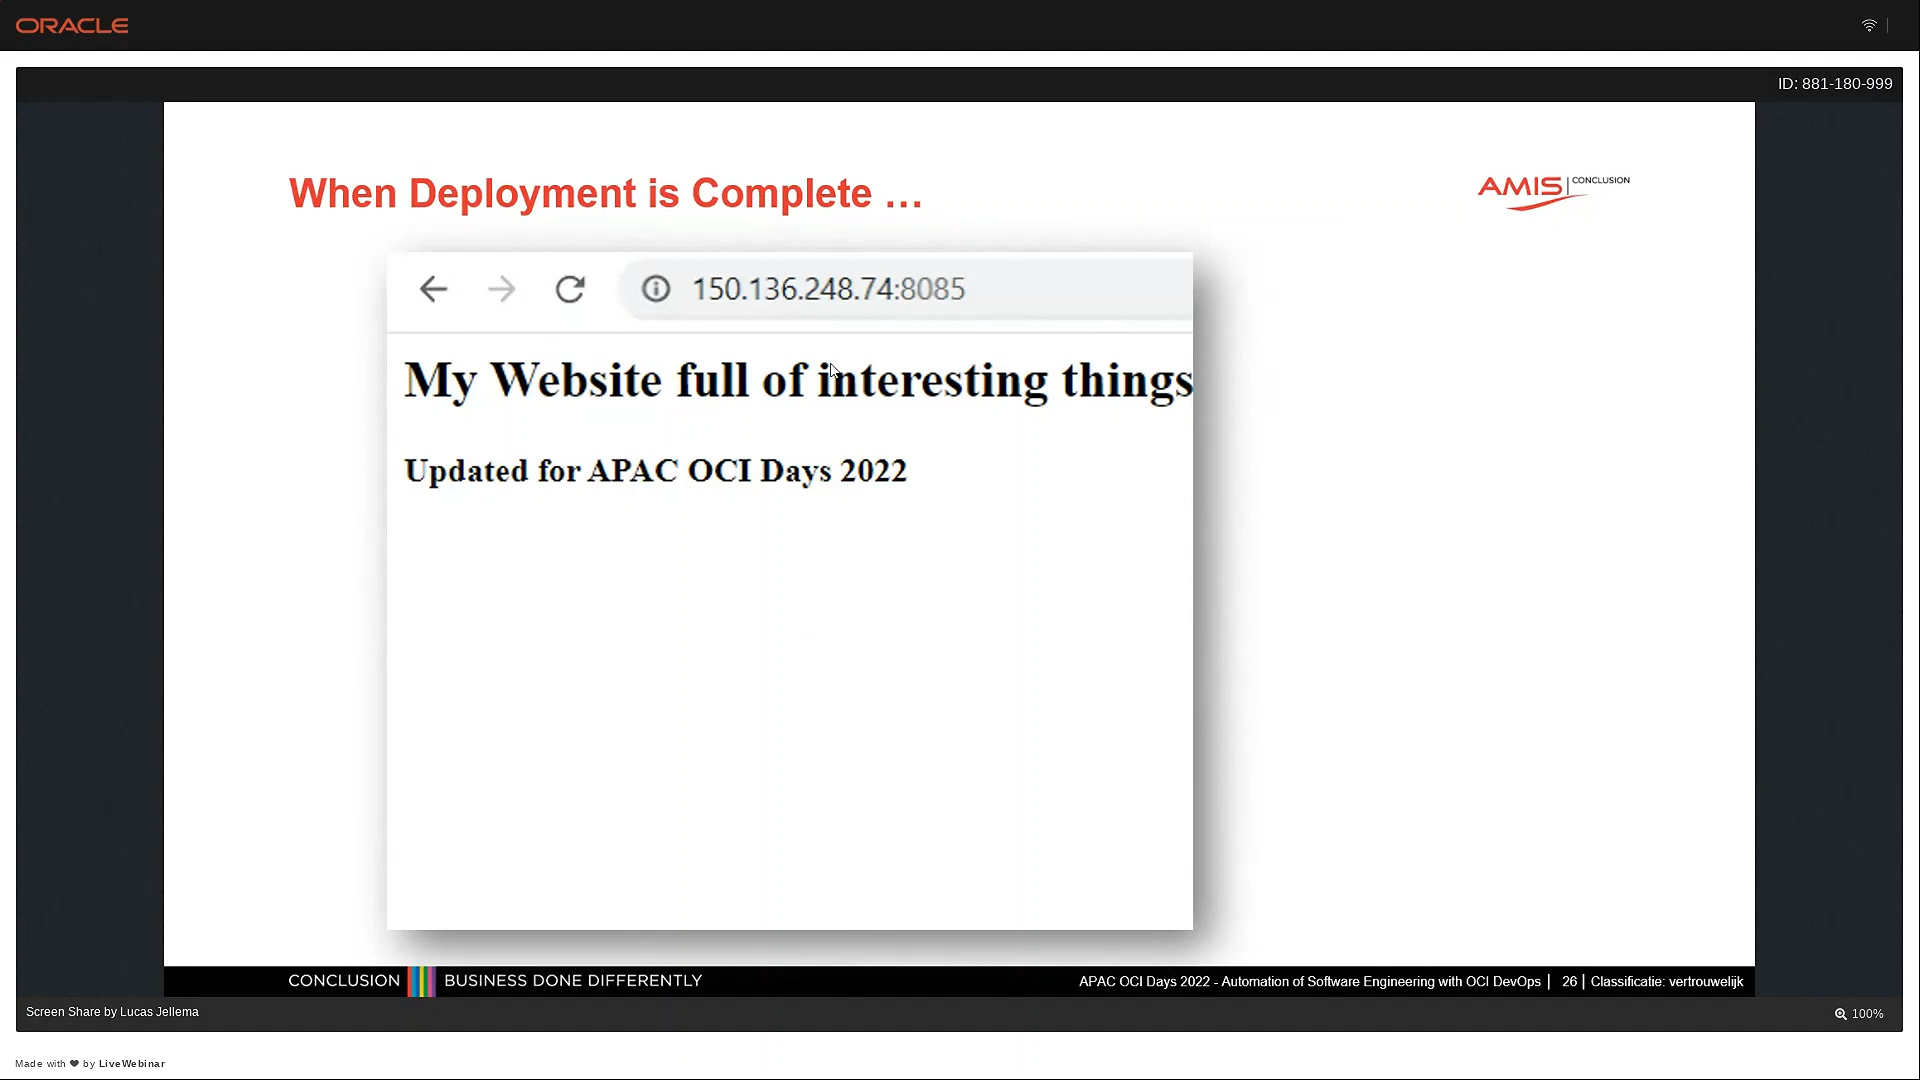 ORACLE
ID: 881-180-999
When Deployment is Complete …
AMIS | CONCLUSION
150.136.248.74:8085
My Website full of interesting things
Updated for APAC OCI Days 2022
CONCLUSION BUSINESS DONE DIFFERENTLY
APAC OCI Days 2022 - Automation of Software Engineering with OCI DevOps | 26 | Classificatie: vertrouwelijk
Screen Share by Lucas Jellema
100%
Made with ❤ by LiveWebinar